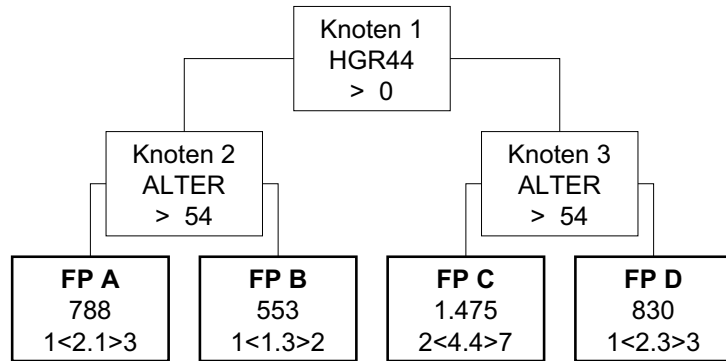 Knoten 1
HGR44
> 0
Knoten 2
ALTER
> 54
Knoten 3
ALTER
> 54
FP A
788
1<2.1>3
FP B
553
1<1.3>2
FP C
1.475
2<4.4>7
FP D
830
1<2.3>3